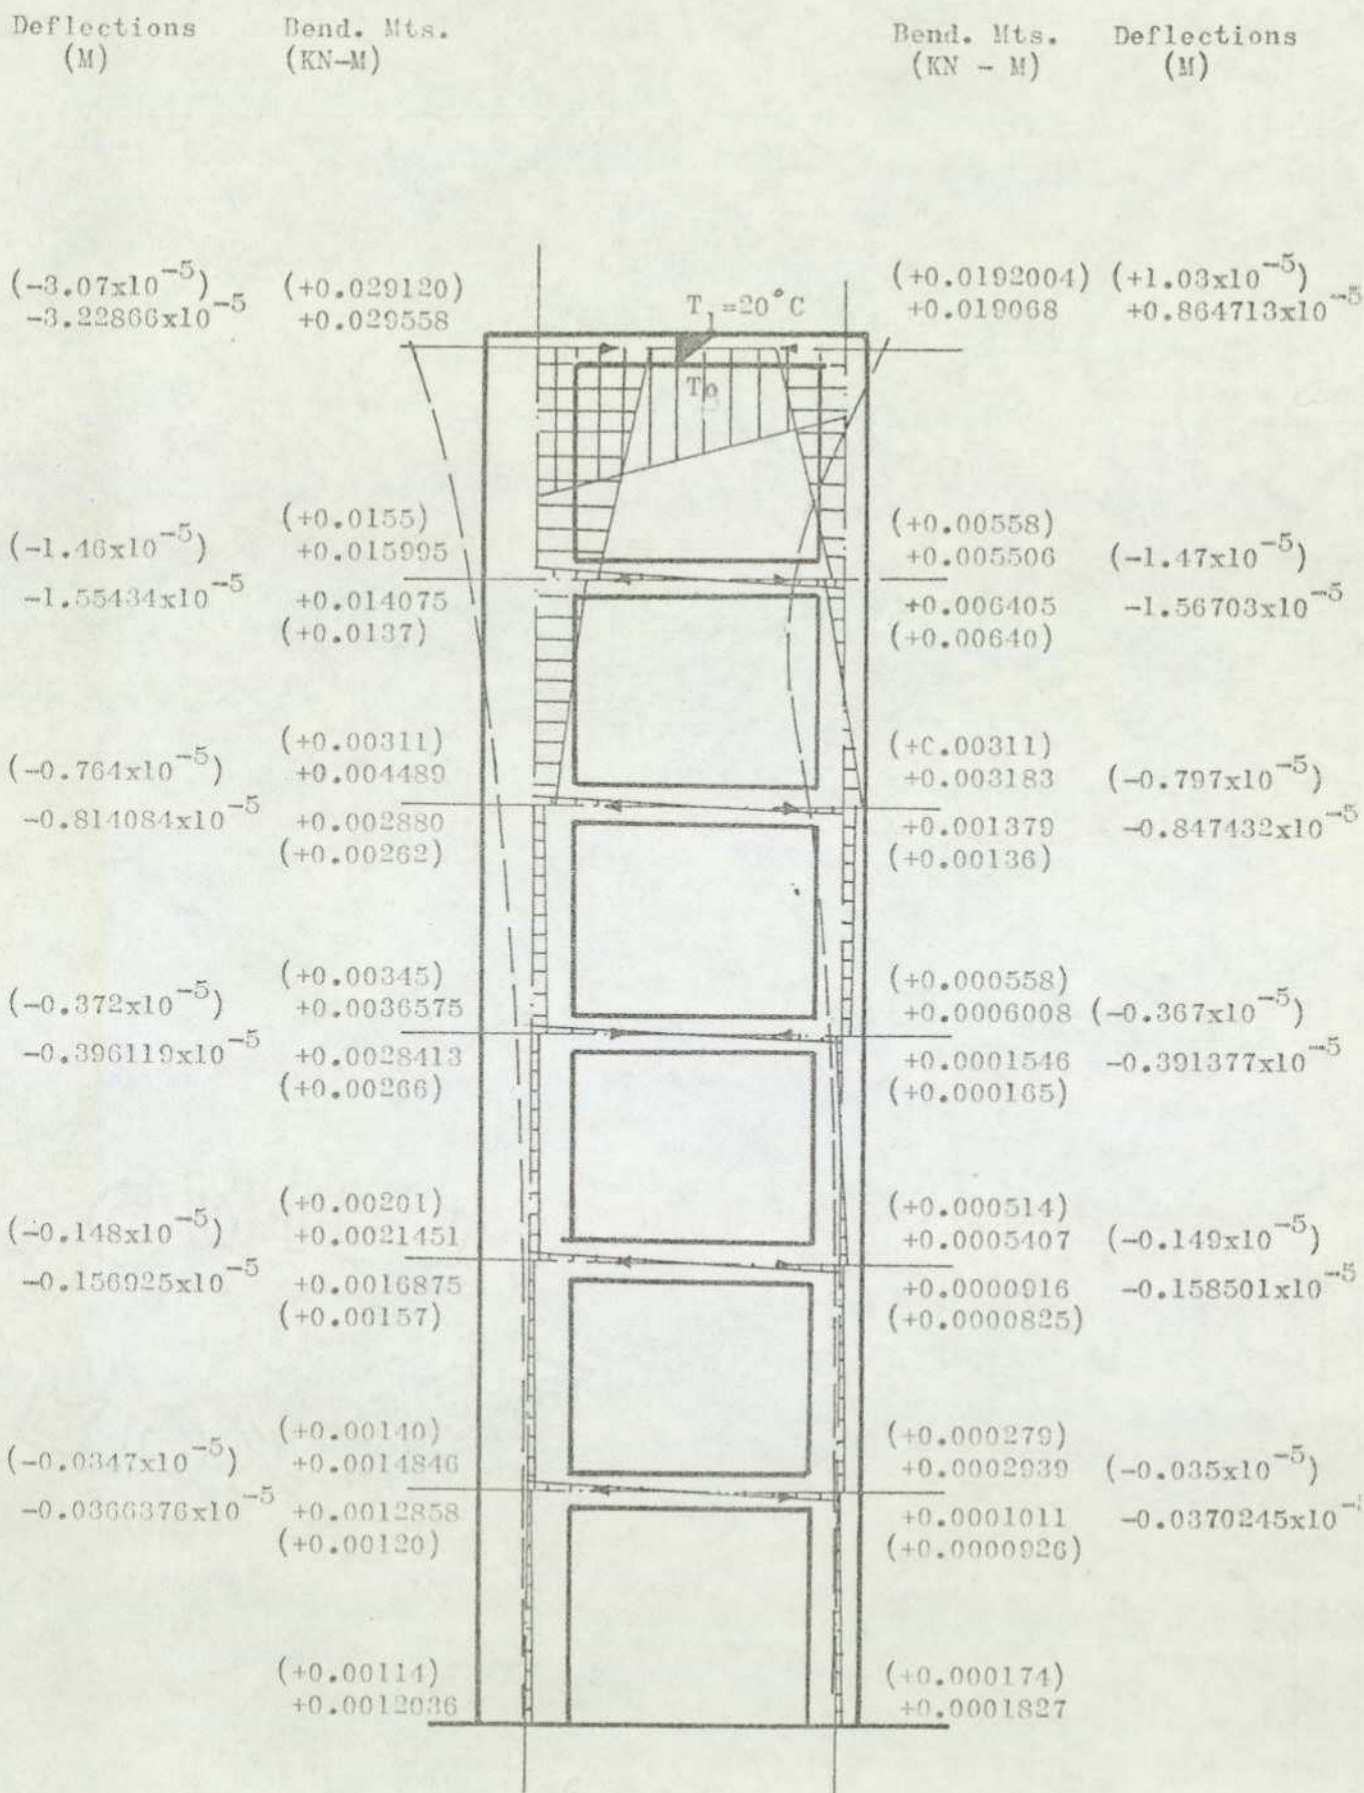 Deflections Bend. Mts. Bend. Mts. Deflections
(M) (KN-M) (KN - M) (M)
(-3.07x10⁻⁵) (+0.029120) (+0.0192004) (+1.03x10⁻⁵)
-3.22866x10⁻⁵ +0.029558 T₁=20°C +0.019068 +0.864713x10⁻⁵
To
(+0.0155) (+0.00558)
(-1.46x10⁻⁵) +0.015995 +0.005506 (-1.47x10⁻⁵)
-1.55434x10⁻⁵ +0.014075 +0.006405 -1.56703x10⁻⁵
(+0.0137) (+0.00640)
(+0.00311) (+0.00311)
(-0.764x10⁻⁵) +0.004489 +0.003183 (-0.797x10⁻⁵)
-0.814084x10⁻⁵ +0.002880 +0.001379 -0.847432x10⁻⁵
(+0.00262) (+0.00136)
(+0.00345) (+0.000558)
(-0.372x10⁻⁵) +0.0036575 +0.0006008 (-0.367x10⁻⁵)
-0.396119x10⁻⁵ +0.0028413 +0.0001546 -0.391377x10⁻⁵
(+0.00266) (+0.000165)
(+0.00201) (+0.000514)
(-0.148x10⁻⁵) +0.0021451 +0.0005407 (-0.149x10⁻⁵)
-0.156925x10⁻⁵ +0.0016875 +0.0000916 -0.158501x10⁻⁵
(+0.00157) (+0.0000825)
(+0.00140) (+0.000279)
(-0.0347x10⁻⁵) +0.0014846 +0.0002939 (-0.035x10⁻⁵)
-0.0366376x10⁻⁵ +0.0012858 +0.0001011 -0.0370245x10⁻
(+0.00120) (+0.0000926)
(+0.00114) (+0.000174)
+0.0012036 +0.0001827